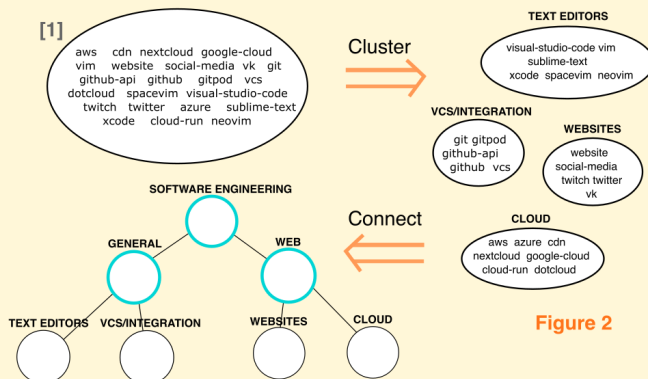 [1]
aws cdn nextcloud google-cloud
vim website social-media vk git
github-api github gitpod vcs
dotcloud spacevim visual-studio-code
twitch twitter azure sublime-text
xcode cloud-run neovim
Cluster
TEXT EDITORS
visual-studio-code vim
sublime-text
xcode spacevim neovim
VCS/INTEGRATION
git gitpod
github-api
github vcs
WEBSITES
website
social-media
twitch twitter
vk
CLOUD
aws azure cdn
nextcloud google-cloud
cloud-run dotcloud
Connect
SOFTWARE ENGINEERING
GENERAL
WEB
TEXT EDITORS
VCS/INTEGRATION
WEBSITES
CLOUD
Figure 2